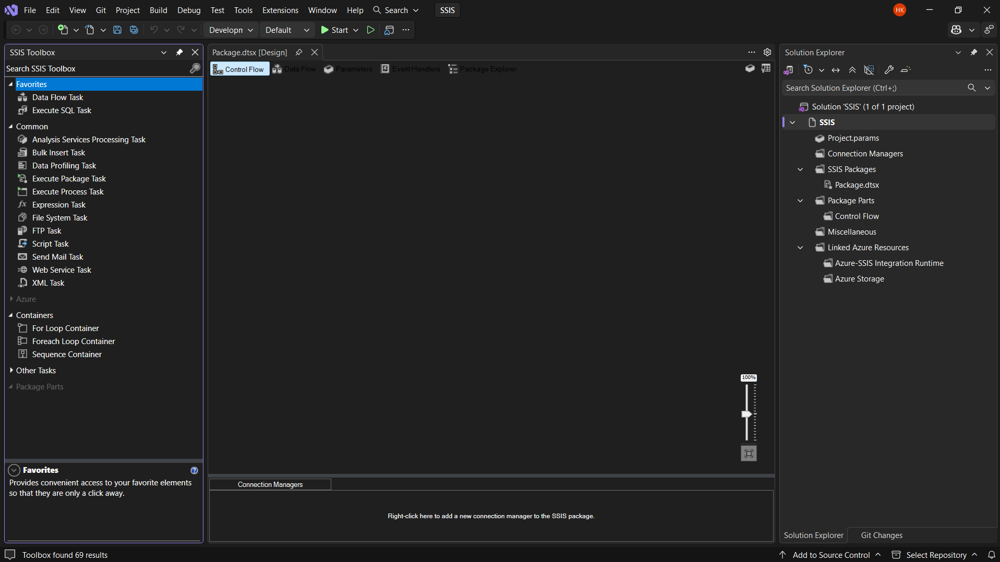 File Edit View Git Project Build Debug Test Tools Extensions Window Help Search SSIS HK
Developm Default Start
SSIS Toolbox
Search SSIS Toolbox
Favorites
Data Flow Task
Execute SQL Task
Common
Analysis Services Processing Task
Bulk Insert Task
Data Profiling Task
Execute Package Task
Execute Process Task
Expression Task
File System Task
FTP Task
Script Task
Send Mail Task
Web Service Task
XML Task
Azure
Containers
For Loop Container
Foreach Loop Container
Sequence Container
Other Tasks
Package Parts
Favorites
Provides convenient access to your favorite elements
so that they are only a click away.
Package.dtsx [Design]
Control Flow Data Flow Parameters Event Handlers Package Explorer
100%
Connection Managers
Right-click here to add a new connection manager to the SSIS package.
Solution Explorer
Search Solution Explorer (Ctrl+;)
Solution 'SSIS' (1 of 1 project)
SSIS
Project.params
Connection Managers
SSIS Packages
Package.dtsx
Package Parts
Control Flow
Miscellaneous
Linked Azure Resources
Azure-SSIS Integration Runtime
Azure Storage
Solution Explorer Git Changes
Toolbox found 69 results
Add to Source Control Select Repository